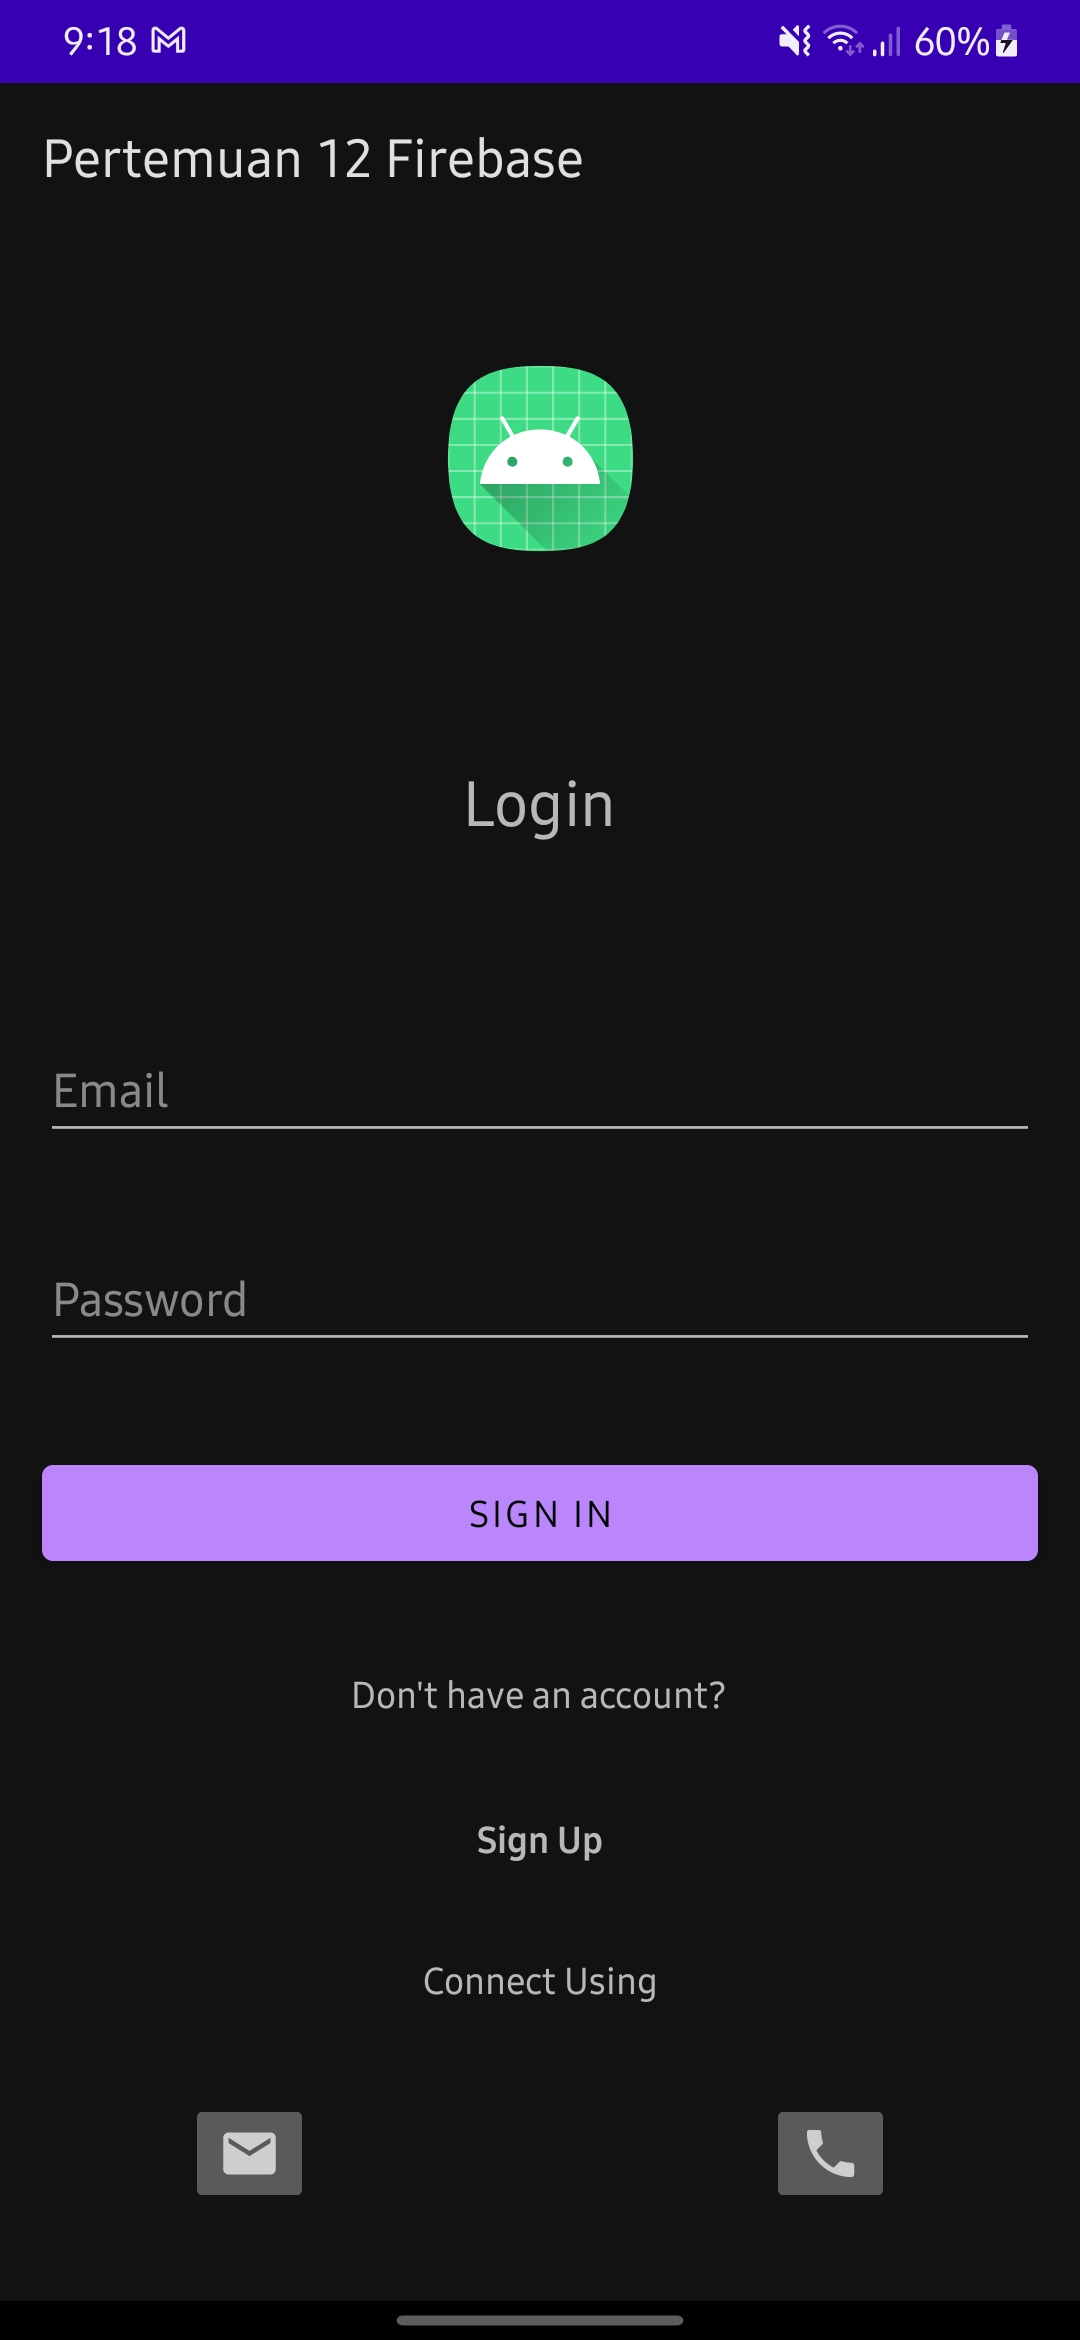 9:18 60%
Pertemuan 12 Firebase
Login
Email
Password
SIGN IN
Don't have an account?
Sign Up
Connect Using